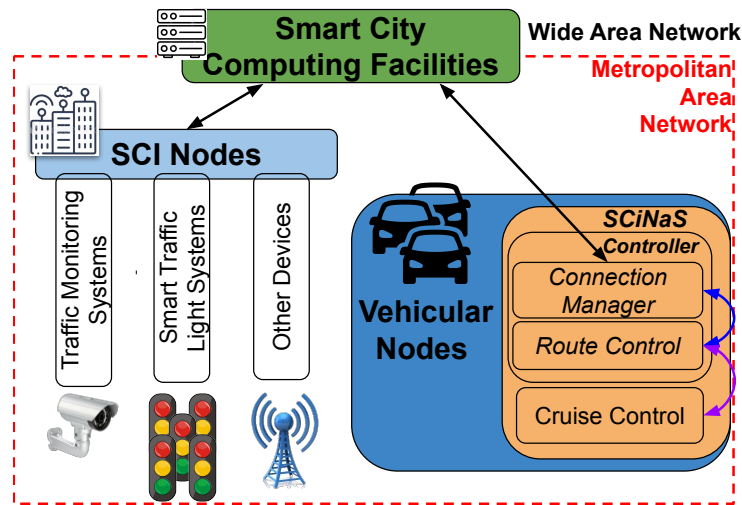 Smart City
Computing Facilities
Wide Area Network
Metropolitan
Area
Network
SCI Nodes
Traffic Monitoring
Systems
Smart Traffic
Light Systems
Other Devices
Vehicular
Nodes
SCiNaS
Controller
Connection
Manager
Route Control
Cruise Control